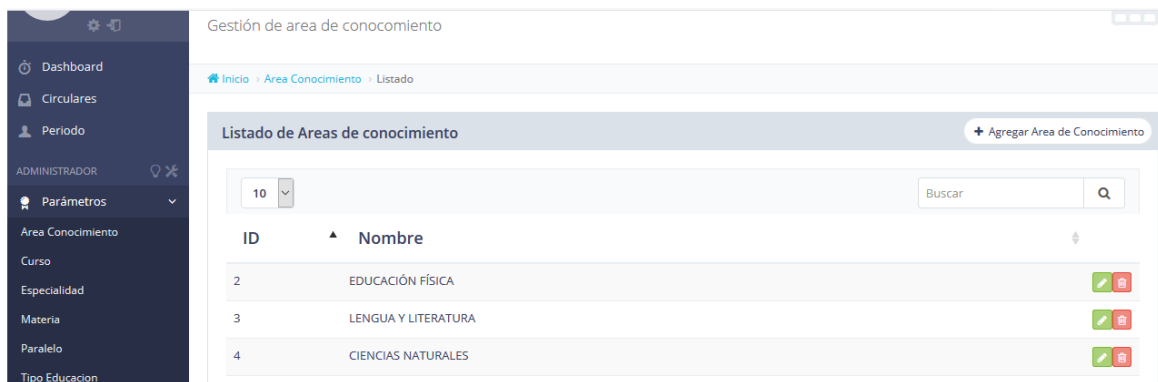 Gestión de area de conocomiento
Dashboard
Circulares
Periodo
ADMINISTRADOR
Parámetros
Area Conocimiento
Curso
Especialidad
Materia
Paralelo
Tipo Educacion
Inicio › Area Conocimiento › Listado
Listado de Areas de conocimiento
+ Agregar Area de Conocimiento
10
Buscar
ID Nombre
2 EDUCACIÓN FÍSICA
3 LENGUA Y LITERATURA
4 CIENCIAS NATURALES